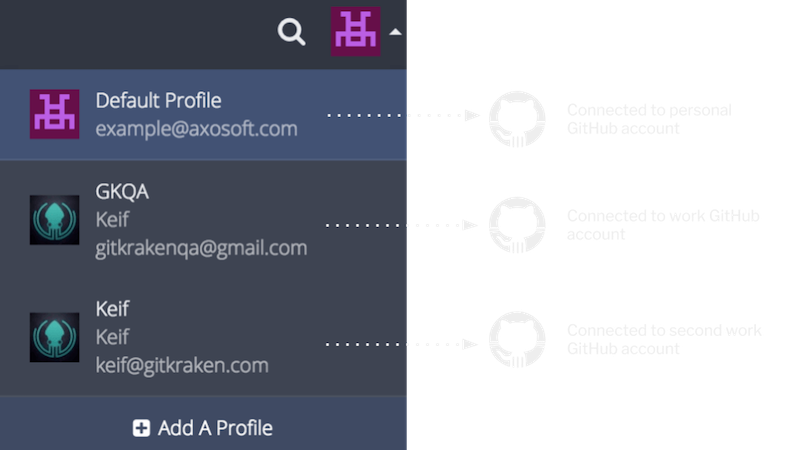 Default Profile
example@axosoft.com
Connected to personal
GitHub account
GKQA
Keif
gitkrakenqa@gmail.com
Connected to work GitHub
account
Keif
Keif
keif@gitkraken.com
Connected to second work
GitHub account
Add A Profile